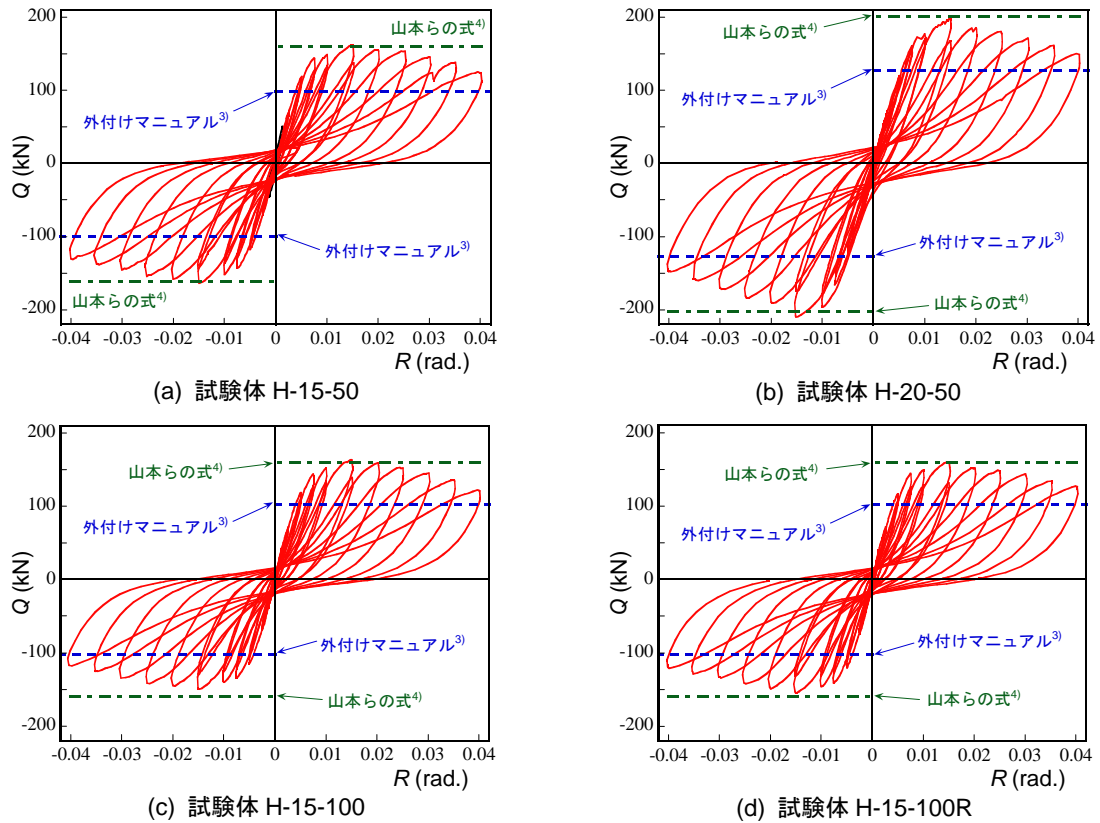 200
100
0
-100
-200
Q (kN)
山本らの式4)
外付けマニュアル3)
外付けマニュアル3)
山本らの式4)
-0.04 -0.03 -0.02 -0.01 0 0.01 0.02 0.03 0.04
R (rad.)
(a) 試験体 H-15-50
200
100
0
-100
-200
Q (kN)
山本らの式4)
外付けマニュアル3)
外付けマニュアル3)
山本らの式4)
-0.04 -0.03 -0.02 -0.01 0 0.01 0.02 0.03 0.04
R (rad.)
(b) 試験体 H-20-50
200
100
0
-100
-200
Q (kN)
山本らの式4)
外付けマニュアル3)
外付けマニュアル3)
山本らの式4)
-0.04 -0.03 -0.02 -0.01 0 0.01 0.02 0.03 0.04
R (rad.)
(c) 試験体 H-15-100
200
100
0
-100
-200
Q (kN)
山本らの式4)
外付けマニュアル3)
外付けマニュアル3)
山本らの式4)
-0.04 -0.03 -0.02 -0.01 0 0.01 0.02 0.03 0.04
R (rad.)
(d) 試験体 H-15-100R